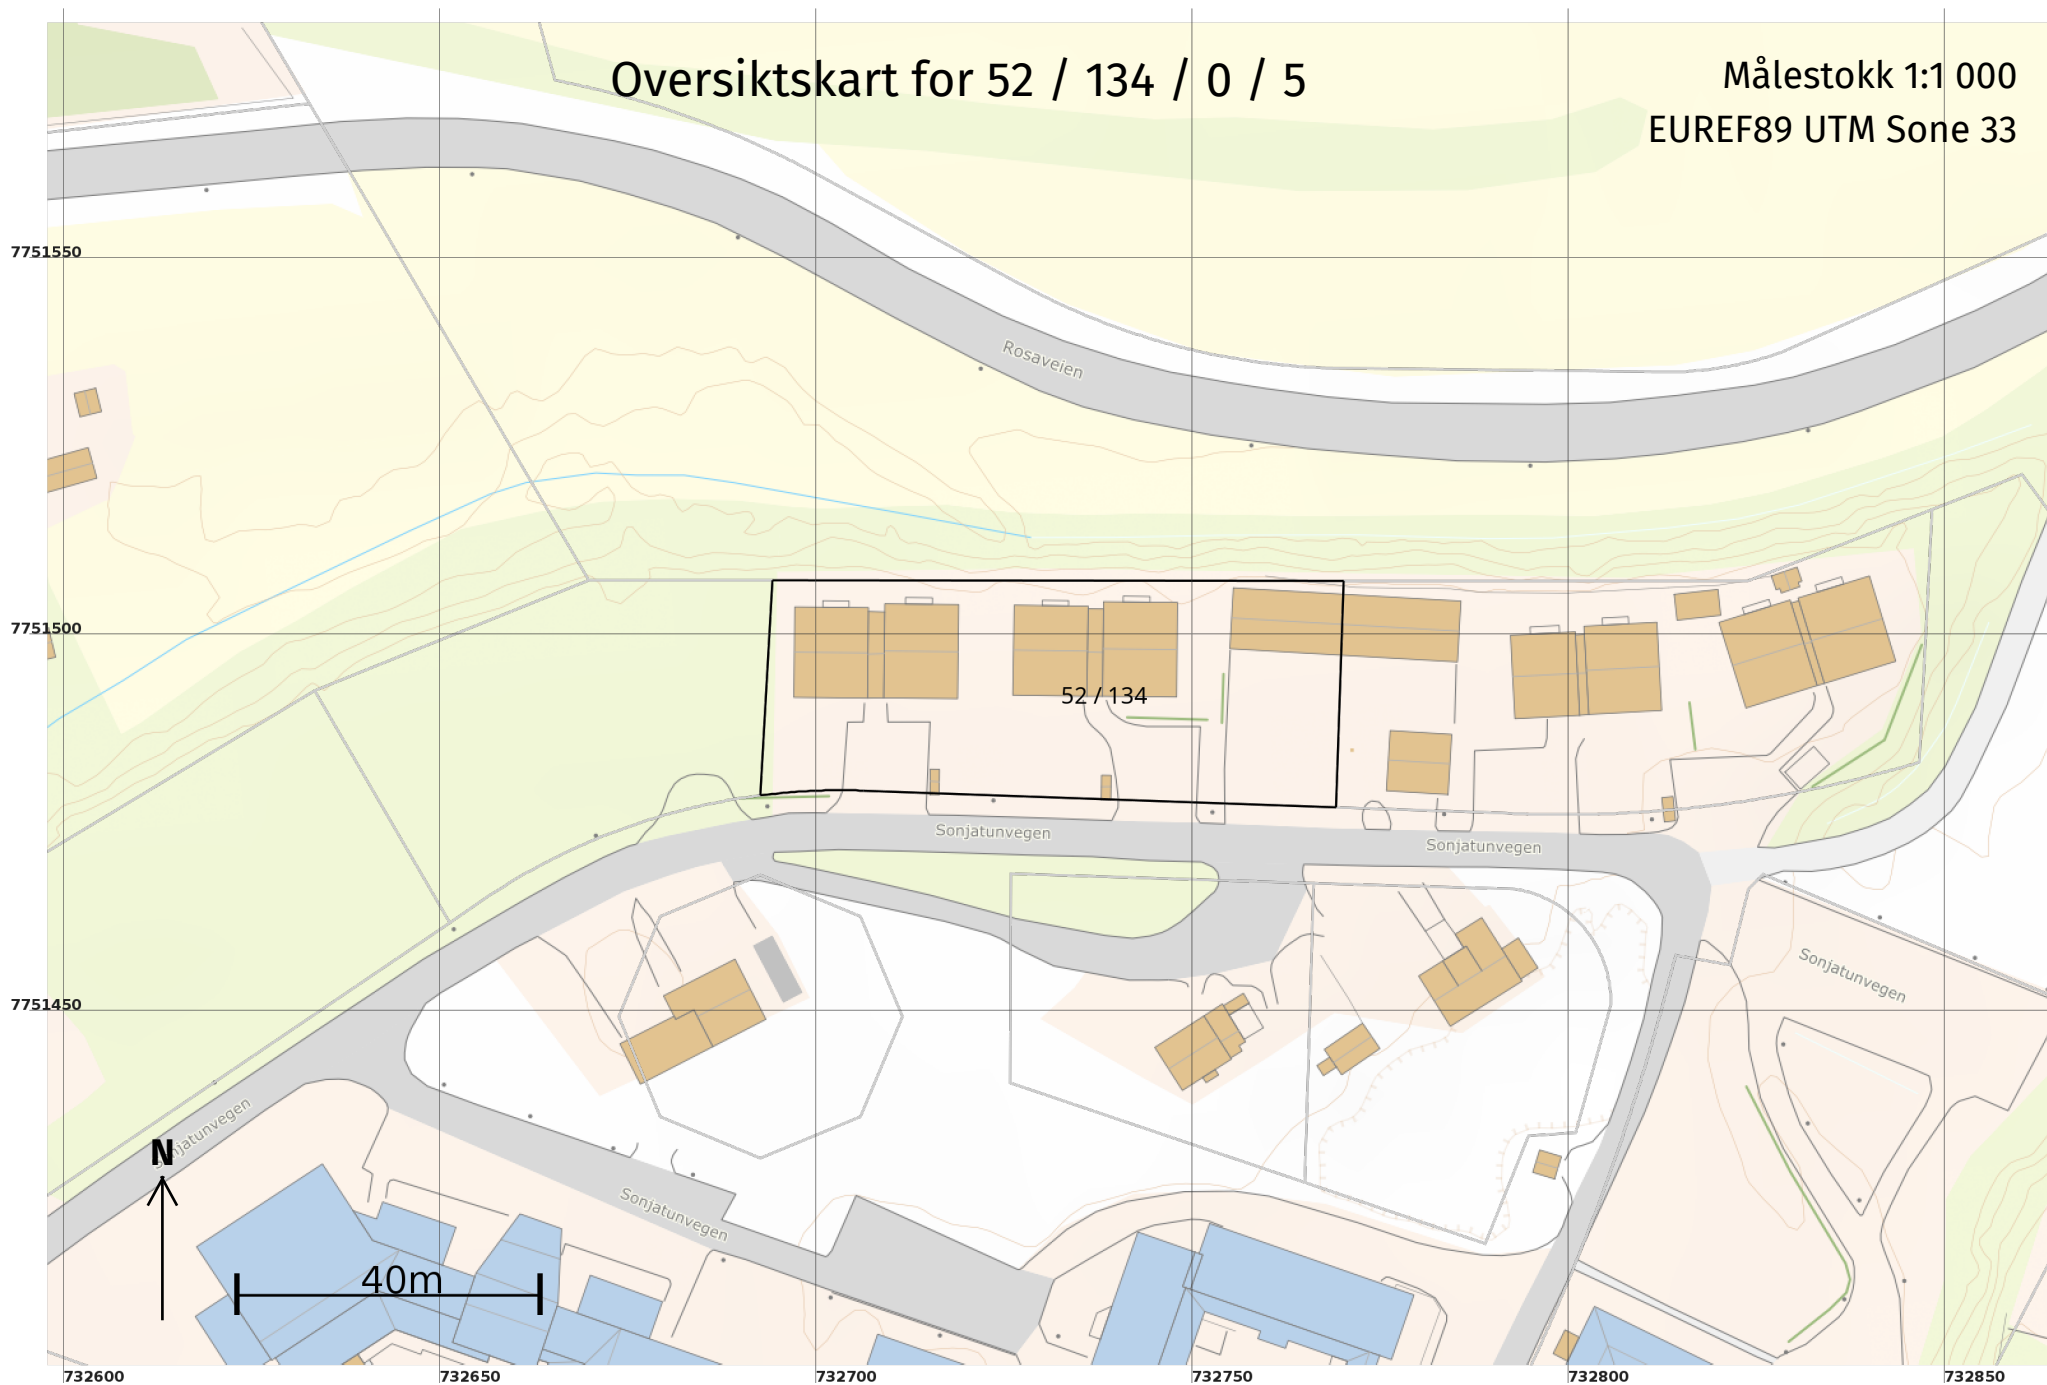 Oversiktskart for 52 / 134 / 0 / 5
Målestokk 1:1 000
EUREF89 UTM Sone 33
7751550
Rosaveien
7751500
52 / 134
Sonjatunvegen
Sonjatunvegen
Sonjatunvegen
7751450
Sonjatunvegen
N
Sonjatunvegen
40m
732600
732650
732700
732750
732800
732850